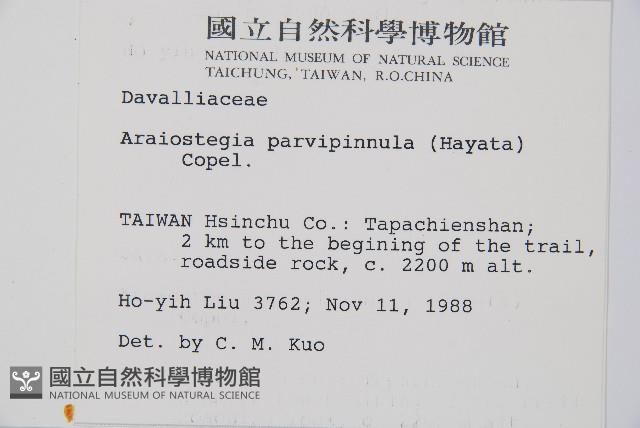 國立自然科學博物館
NATIONAL MUSEUM OF NATURAL SCIENCE
TAICHUNG, TAIWAN, R.O.CHINA
Davalliaceae
Araiostegia parvipinnula (Hayata)
Copel.
TAIWAN Hsinchu Co.: Tapachienshan;
2 km to the begining of the trail,
roadside rock, c. 2200 m alt.
Ho-yih Liu 3762; Nov 11, 1988
Det. by C. M. Kuo
國立自然科學博物館
NATIONAL MUSEUM OF NATURAL SCIENCE